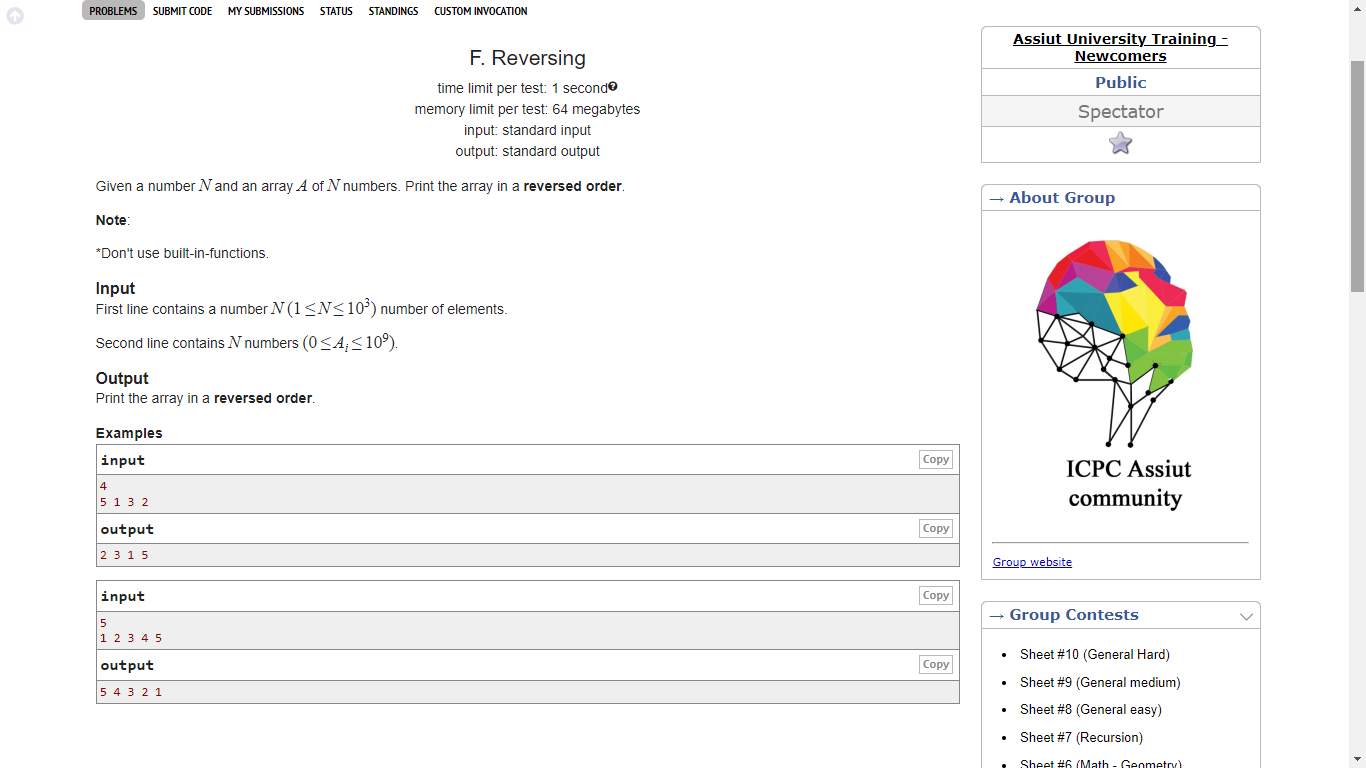 PROBLEMS SUBMIT CODE MY SUBMISSIONS STATUS STANDINGS CUSTOM INVOCATION
F. Reversing
time limit per test: 1 second
memory limit per test: 64 megabytes
input: standard input
output: standard output
Given a number N and an array A of N numbers. Print the array in a reversed order.
Note:
*Don't use built-in-functions.
Input
First line contains a number N (1 ≤ N ≤ 10³) number of elements.
Second line contains N numbers (0 ≤ Aᵢ ≤ 10⁹).
Output
Print the array in a reversed order.
Examples
input Copy
4
5 1 3 2
output Copy
2 3 1 5
input Copy
5
1 2 3 4 5
output Copy
5 4 3 2 1
Assiut University Training -
Newcomers
Public
Spectator
→ About Group
ICPC Assiut
community
Group website
→ Group Contests
Sheet #10 (General Hard)
Sheet #9 (General medium)
Sheet #8 (General easy)
Sheet #7 (Recursion)
Sheet #6 (Math - Geometry)